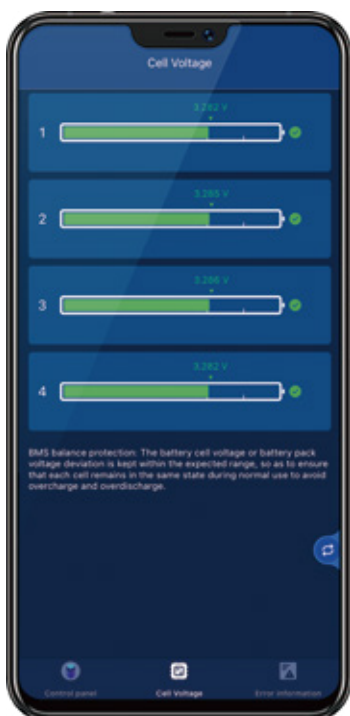 Cell Voltage
3.282 V
1
3.285 V
2
3.286 V
3
3.282 V
4
BMS balance protection: The battery cell voltage or battery pack
voltage deviation is kept within the expected range, so as to ensure
that each cell remains in the same state during normal use to avoid
overcharge and overdischarge.
Control panel
Cell Voltage
Error information